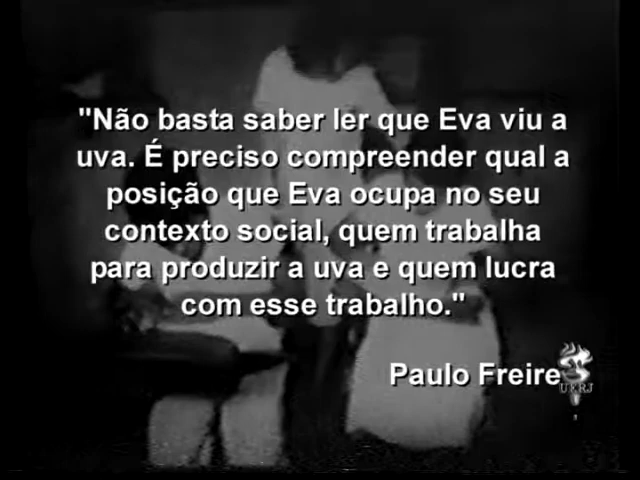 "Não basta saber ler que Eva viu a
uva. É preciso compreender qual a
posição que Eva ocupa no seu
contexto social, quem trabalha
para produzir a uva e quem lucra
com esse trabalho."
Paulo Freire
UERJ